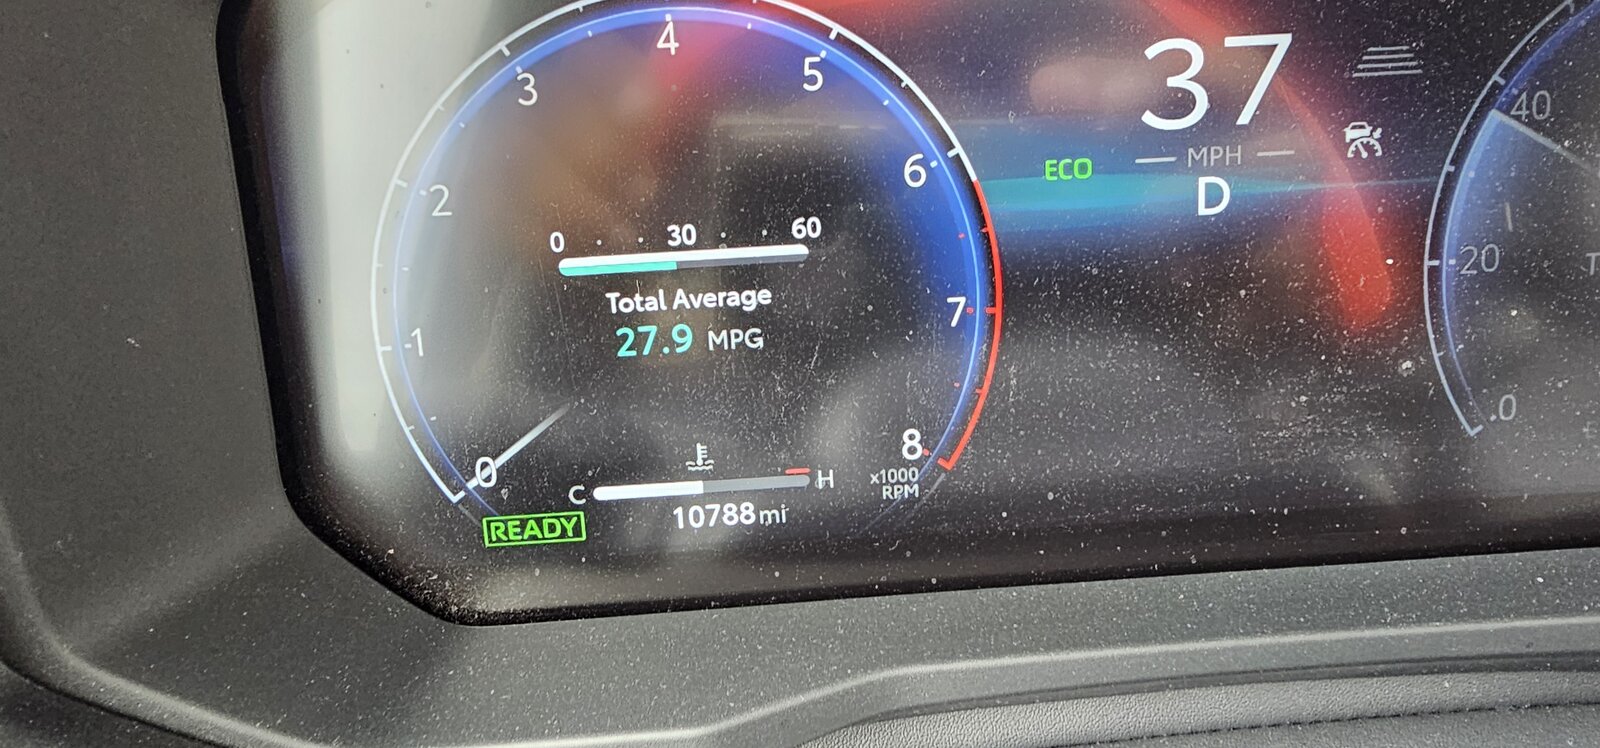 4
3
5
37
6
ECO
MPH
D
2
0 30 60
Total Average
27.9 MPG
7
1
8
x1000
RPM
0
C H
10788 mi
READY
40
20
0